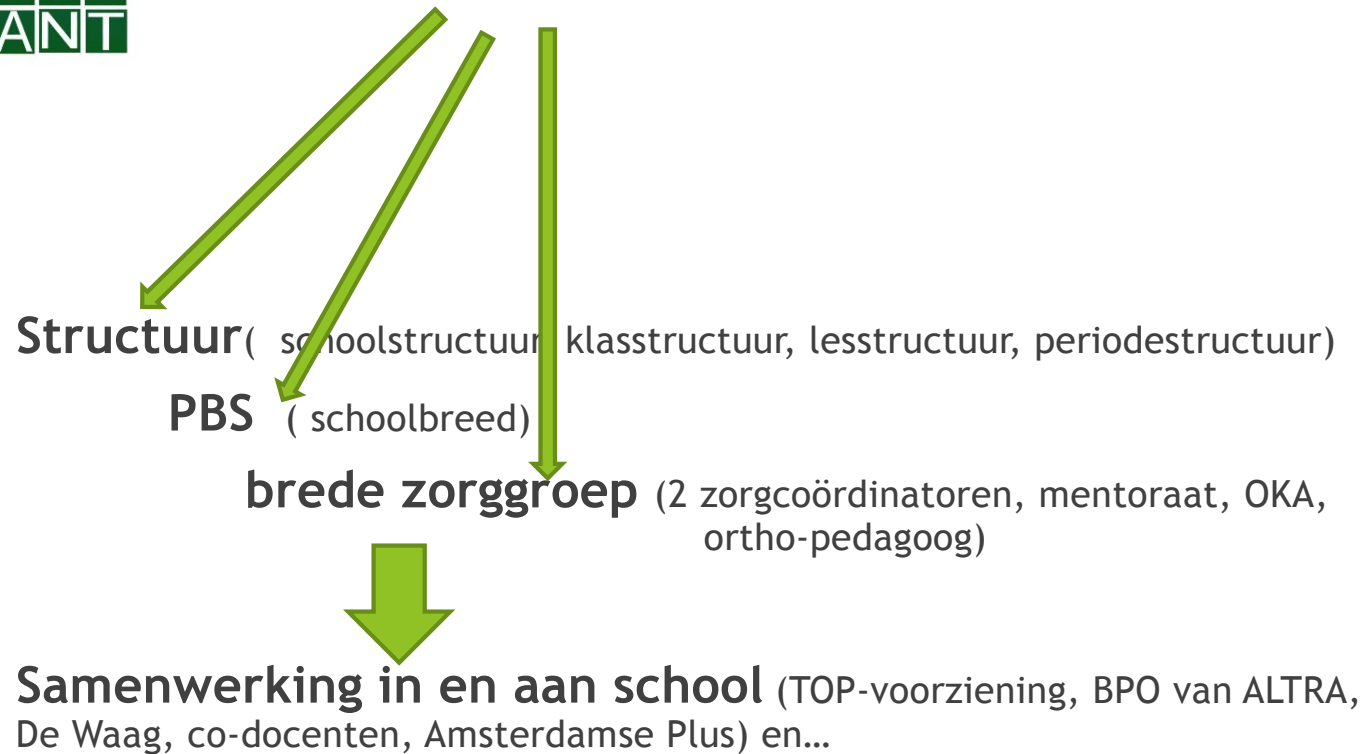 ANT
Structuur( schoolstructuur, klasstructuur, lesstructuur, periodestructuur)
PBS ( schoolbreed)
brede zorggroep (2 zorgcoördinatoren, mentoraat, OKA,
ortho-pedagoog)
Samenwerking in en aan school (TOP-voorziening, BPO van ALTRA,
De Waag, co-docenten, Amsterdamse Plus) en…